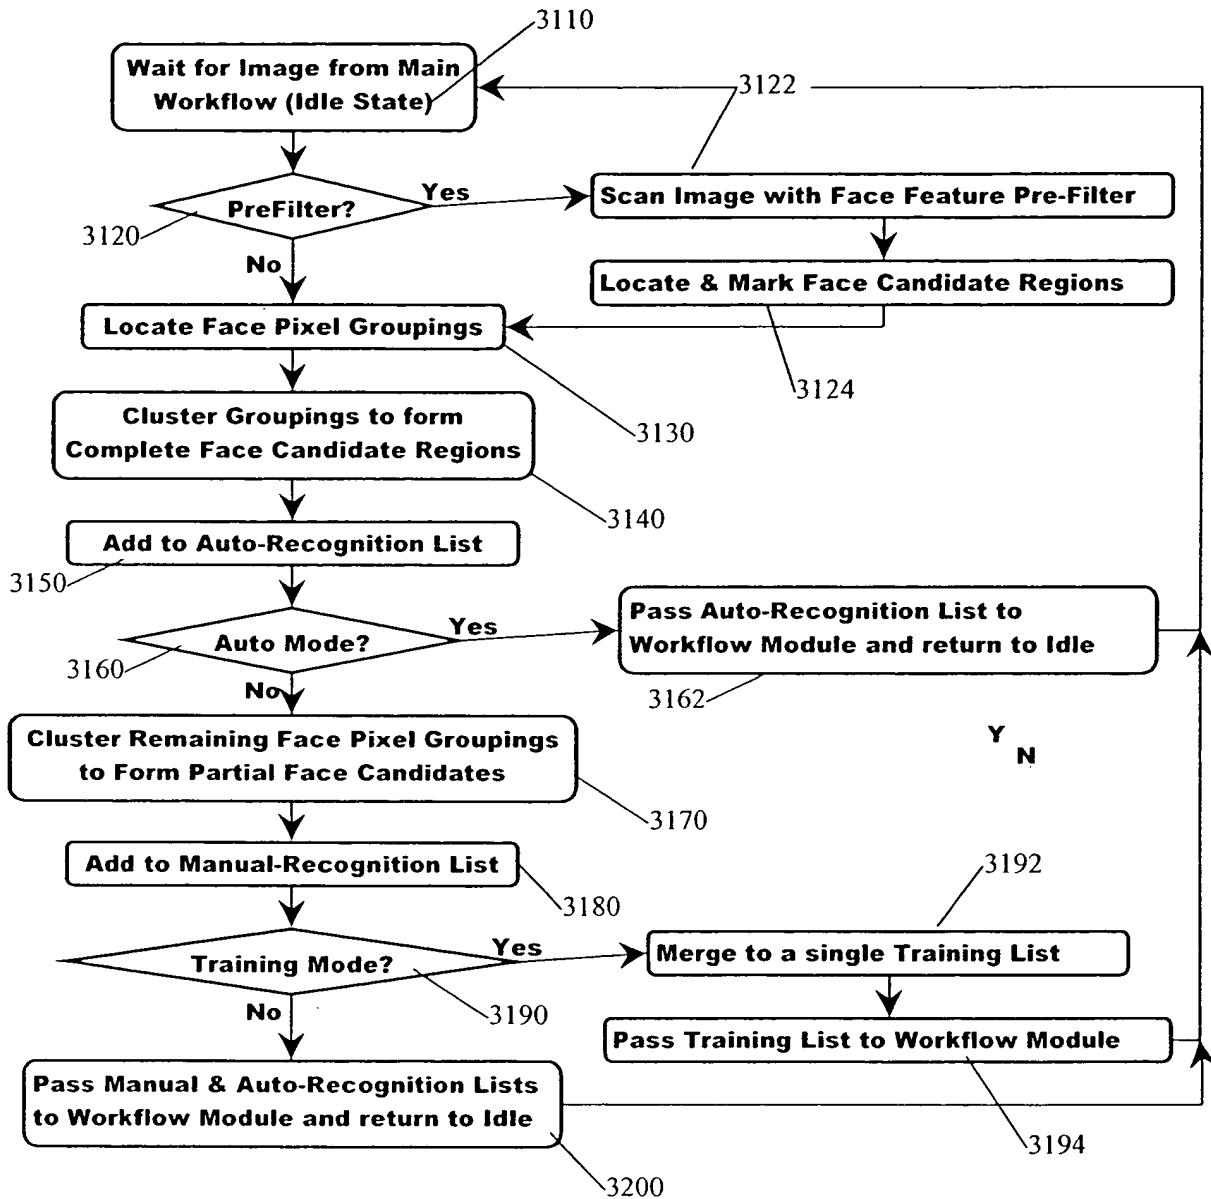 3110
Wait for Image from Main
Workflow (Idle State)
3122
PreFilter?
Yes
3120
No
Scan Image with Face Feature Pre-Filter
Locate & Mark Face Candidate Regions
3124
Locate Face Pixel Groupings
3130
Cluster Groupings to form
Complete Face Candidate Regions
3140
Add to Auto-Recognition List
3150
Auto Mode?
Yes
3160
No
Pass Auto-Recognition List to
Workflow Module and return to Idle
3162
Y
N
Cluster Remaining Face Pixel Groupings
to Form Partial Face Candidates
3170
Add to Manual-Recognition List
3180
3192
Training Mode?
Yes
3190
No
Merge to a single Training List
Pass Training List to Workflow Module
3194
Pass Manual & Auto-Recognition Lists
to Workflow Module and return to Idle
3200